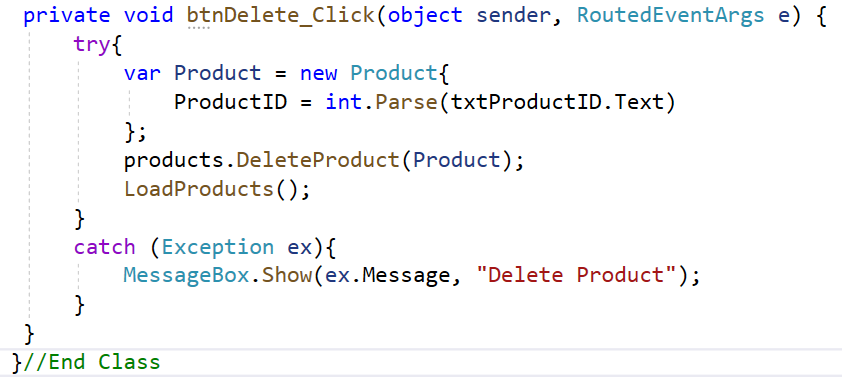 private void btnDelete_Click(object sender, RoutedEventArgs e) {
try{
var Product = new Product{
ProductID = int.Parse(txtProductID.Text)
};
products.DeleteProduct(Product);
LoadProducts();
}
catch (Exception ex){
MessageBox.Show(ex.Message, "Delete Product");
}
}
}//End Class